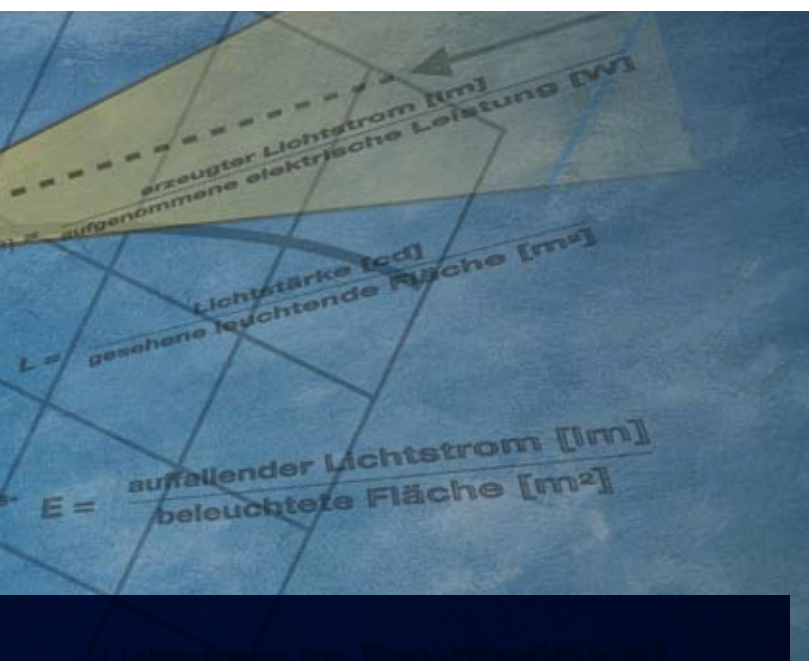 erzeugter Lichtstrom [lm]
= aufgenommene elektrische Leistung [W]
Lichtstärke [cd]
L = gesehene leuchtende Fläche [m²]
auffallender Lichtstrom [lm]
E =
beleuchtete Fläche [m²]